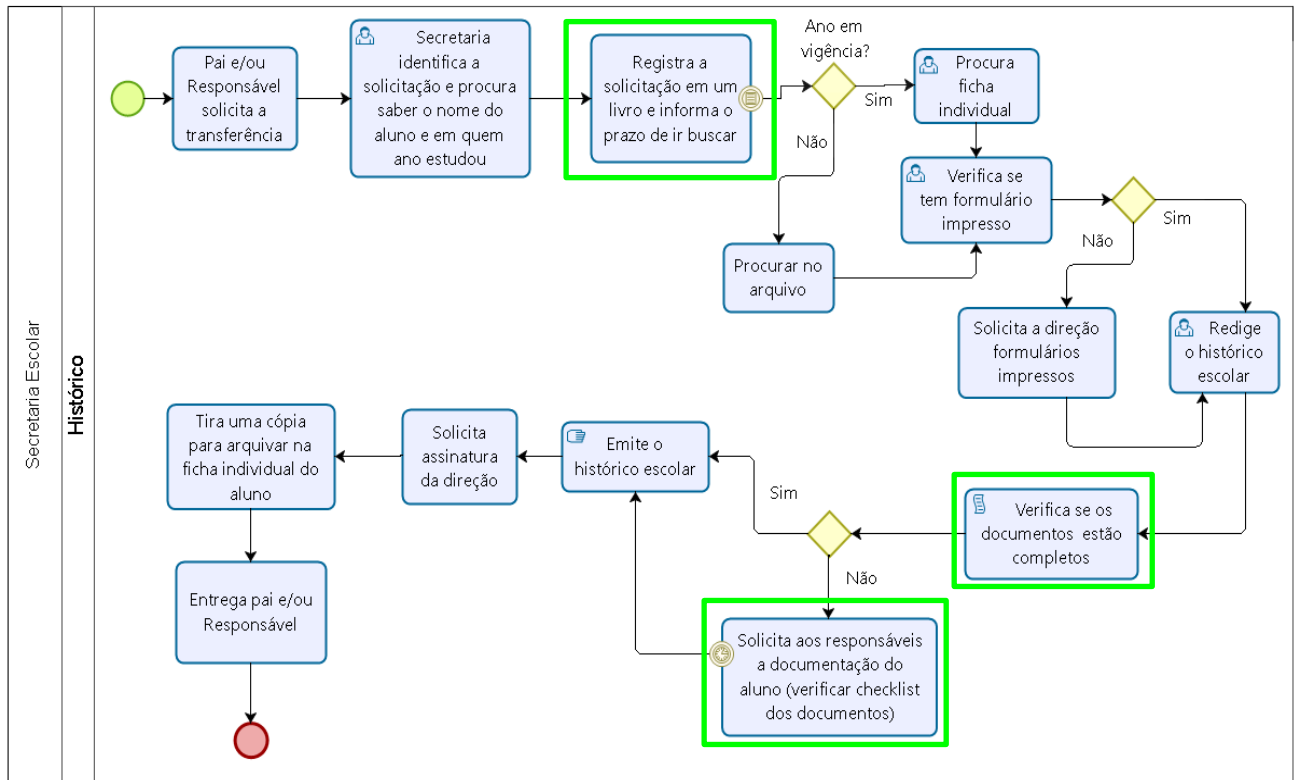 Secretaria Escolar
Histórico
Pai e/ou
Responsável
solicita a
transferência
Secretaria
identifica a
solicitação e procura
saber o nome do
aluno e em quem
ano estudou
Registra a
solicitação em um
livro e informa o
prazo de ir buscar
Ano em
vigência?
Sim
Não
Procura
ficha
individual
Procurar no
arquivo
Verifica se
tem formulário
impresso
Sim
Não
Solicita a direção
formulários
impressos
Redige
o histórico
escolar
Verifica se os
documentos estão
completos
Sim
Não
Solicita aos responsáveis
a documentação do
aluno (verificar checklist
dos documentos)
Emite o
histórico escolar
Solicita
assinatura
da direção
Tira uma cópia
para arquivar na
ficha individual do
aluno
Entrega pai e/ou
Responsável